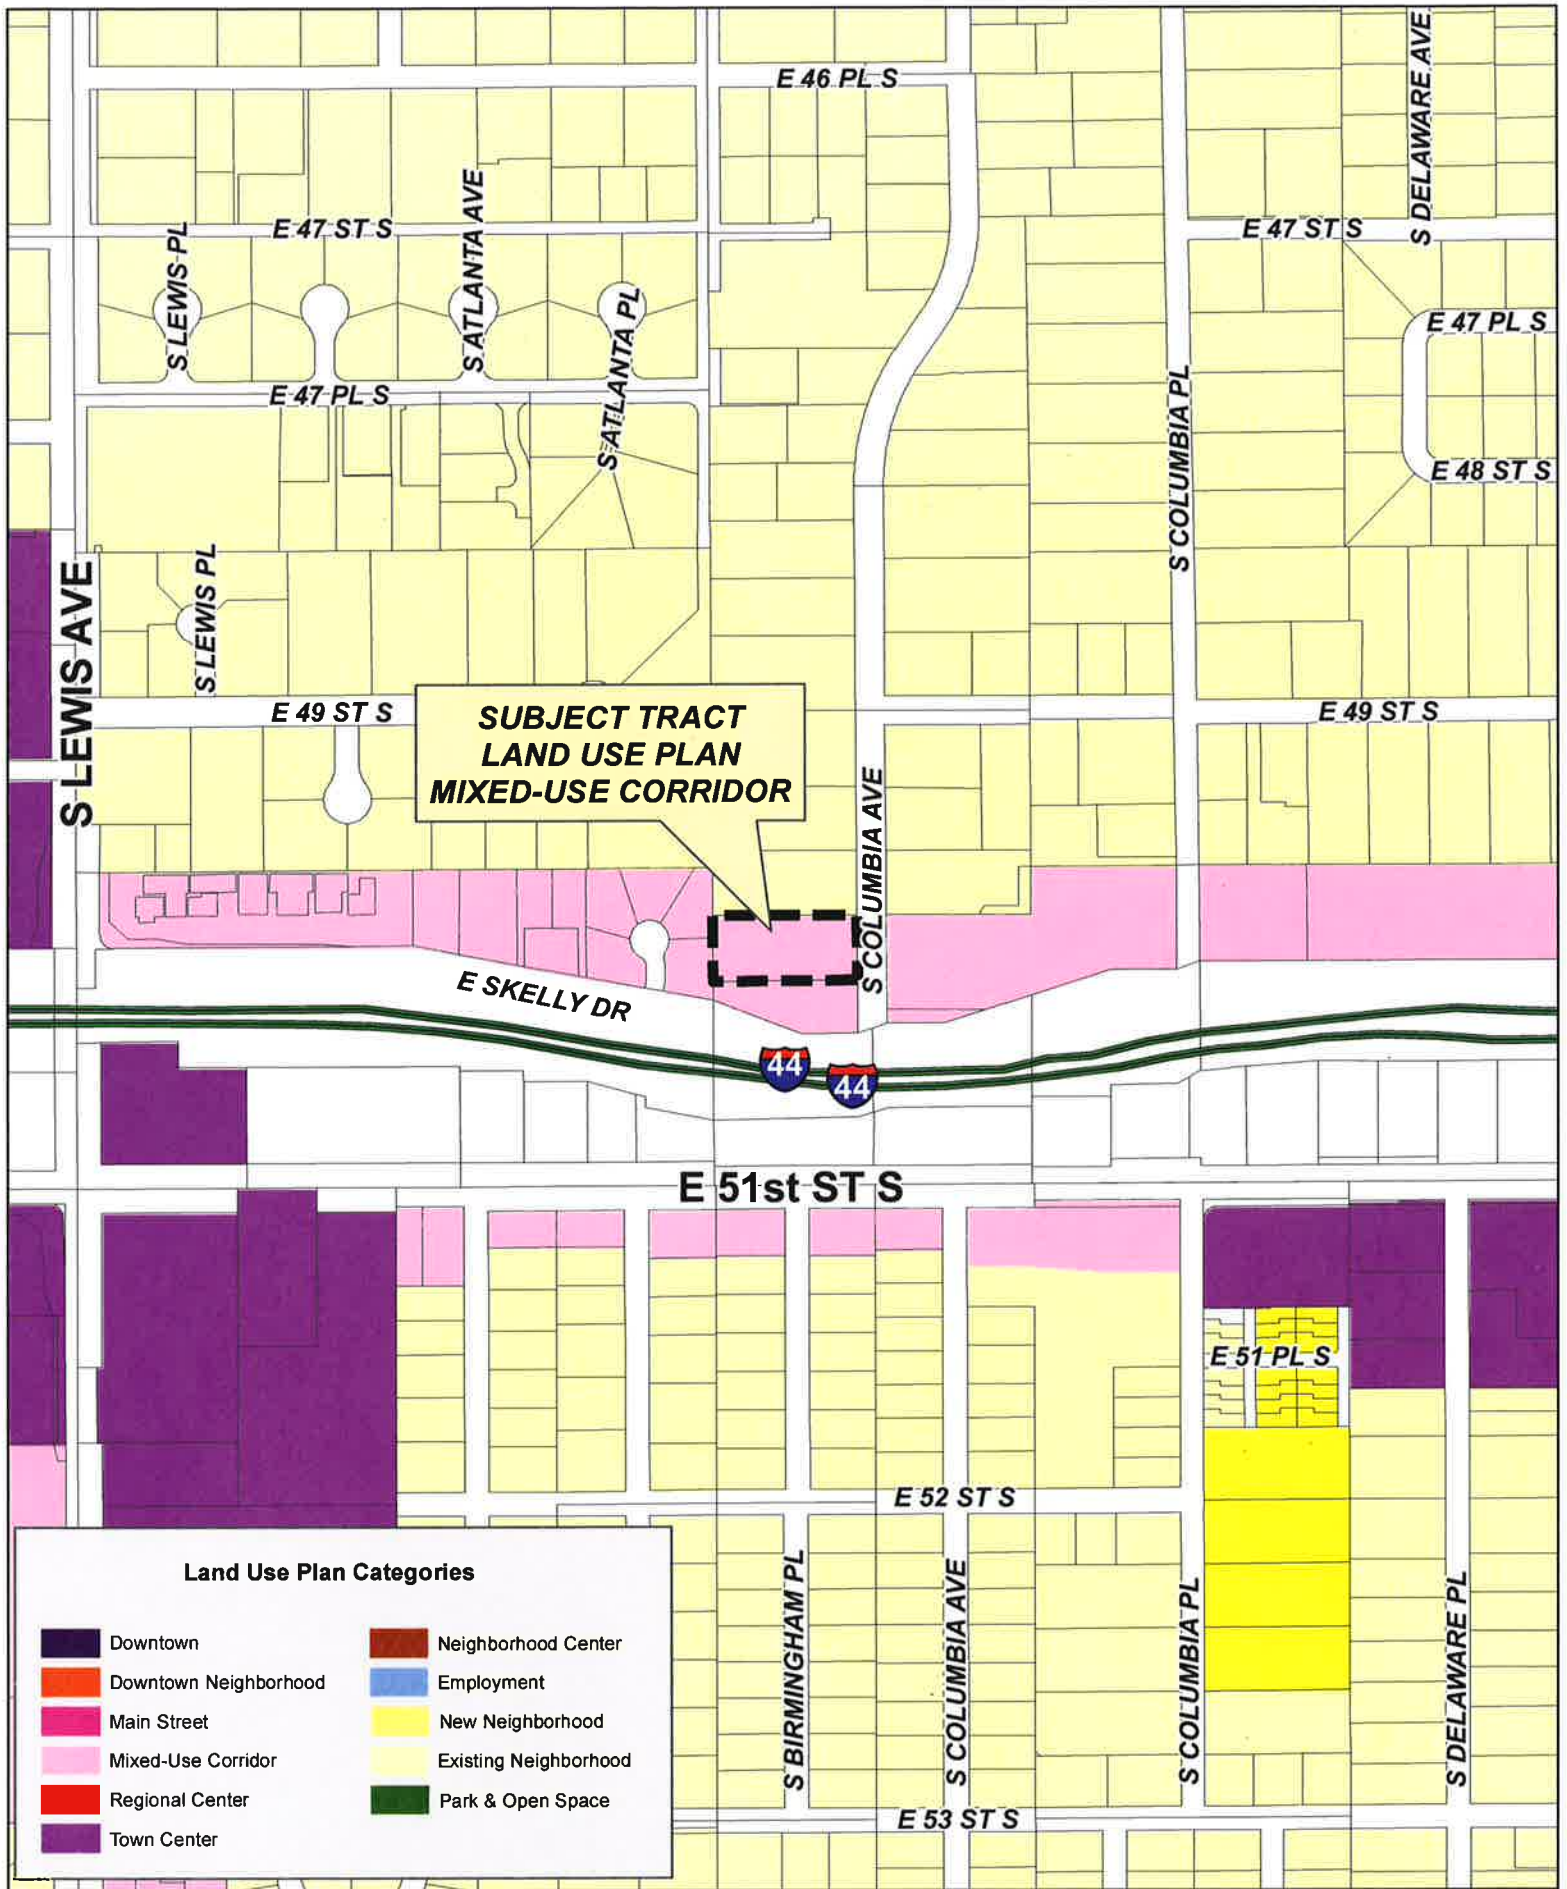 E 46 PL S
S DELAWARE AVE
E 47 ST S
S LEWIS PL
S ATLANTA AVE
S ATLANTA PL
E 47 ST S
E 47 PL S
E 47 PL S
S ATLANTA PL
S COLUMBIA PL
E 48 ST S
S LEWIS AVE
S LEWIS PL
E 49 ST S
SUBJECT TRACT
LAND USE PLAN
MIXED-USE CORRIDOR
E 49 ST S
S COLUMBIA AVE
E SKELLY DR
44
44
E 51st ST S
E 51 PL S
E 52 ST S
S BIRMINGHAM PL
S COLUMBIA AVE
S COLUMBIA PL
S DELAWARE PL
E 53 ST S
Land Use Plan Categories
Downtown
Downtown Neighborhood
Main Street
Mixed-Use Corridor
Regional Center
Town Center
Neighborhood Center
Employment
New Neighborhood
Existing Neighborhood
Park & Open Space